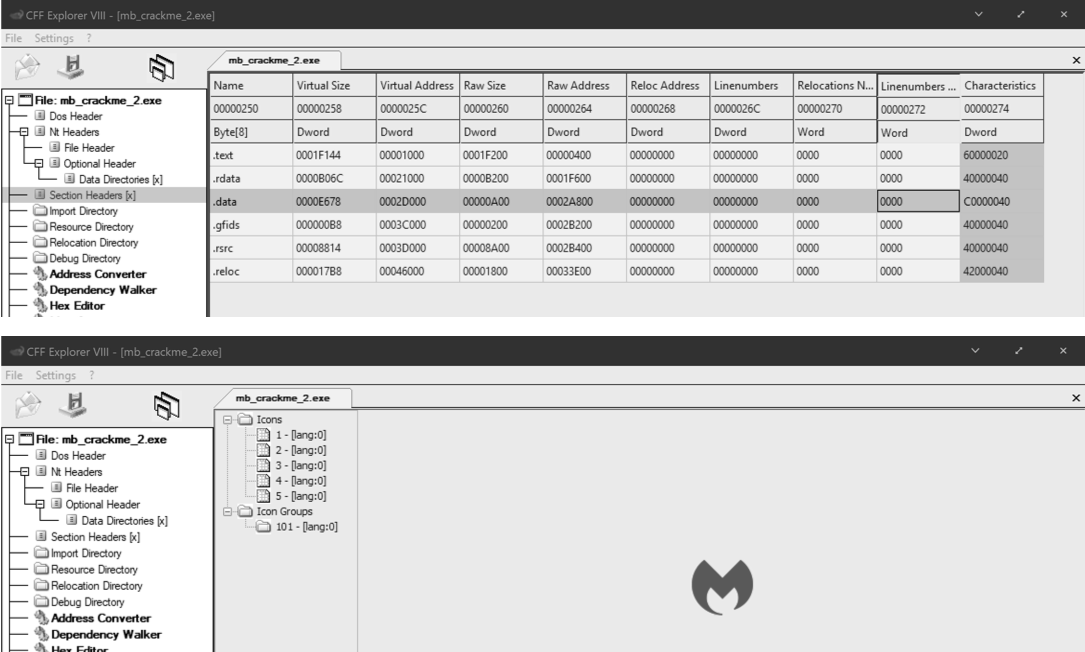 CFF Explorer VIII - [mb_crackme_2.exe]
File Settings ?
mb_crackme_2.exe
File: mb_crackme_2.exe
Dos Header
Nt Headers
File Header
Optional Header
Data Directories [x]
Section Headers [x]
Import Directory
Resource Directory
Relocation Directory
Debug Directory
Address Converter
Dependency Walker
Hex Editor
Name Virtual Size Virtual Address Raw Size Raw Address Reloc Address Linenumbers Relocations N... Linenumbers ... Characteristics
00000250 00000258 0000025C 00000260 00000264 00000268 0000026C 00000270 00000272 00000274
Byte[8] Dword Dword Dword Dword Dword Dword Word Word Dword
.text 0001F144 00001000 0001F200 00000400 00000000 00000000 0000 0000 60000020
.rdata 0000B06C 00021000 0000B200 0001F600 00000000 00000000 0000 0000 40000040
.data 0000E678 0002D000 00000A00 0002A800 00000000 00000000 0000 0000 C0000040
.gfids 000000B8 0003C000 00000200 0002B200 00000000 00000000 0000 0000 40000040
.rsrc 00008814 0003D000 00008A00 0002B400 00000000 00000000 0000 0000 40000040
.reloc 000017B8 00046000 00001800 00033E00 00000000 00000000 0000 0000 42000040
CFF Explorer VIII - [mb_crackme_2.exe]
File Settings ?
mb_crackme_2.exe
File: mb_crackme_2.exe
Dos Header
Nt Headers
File Header
Optional Header
Data Directories [x]
Section Headers [x]
Import Directory
Resource Directory
Relocation Directory
Debug Directory
Address Converter
Dependency Walker
Hex Editor
Icons
1 - [lang:0]
2 - [lang:0]
3 - [lang:0]
4 - [lang:0]
5 - [lang:0]
Icon Groups
101 - [lang:0]